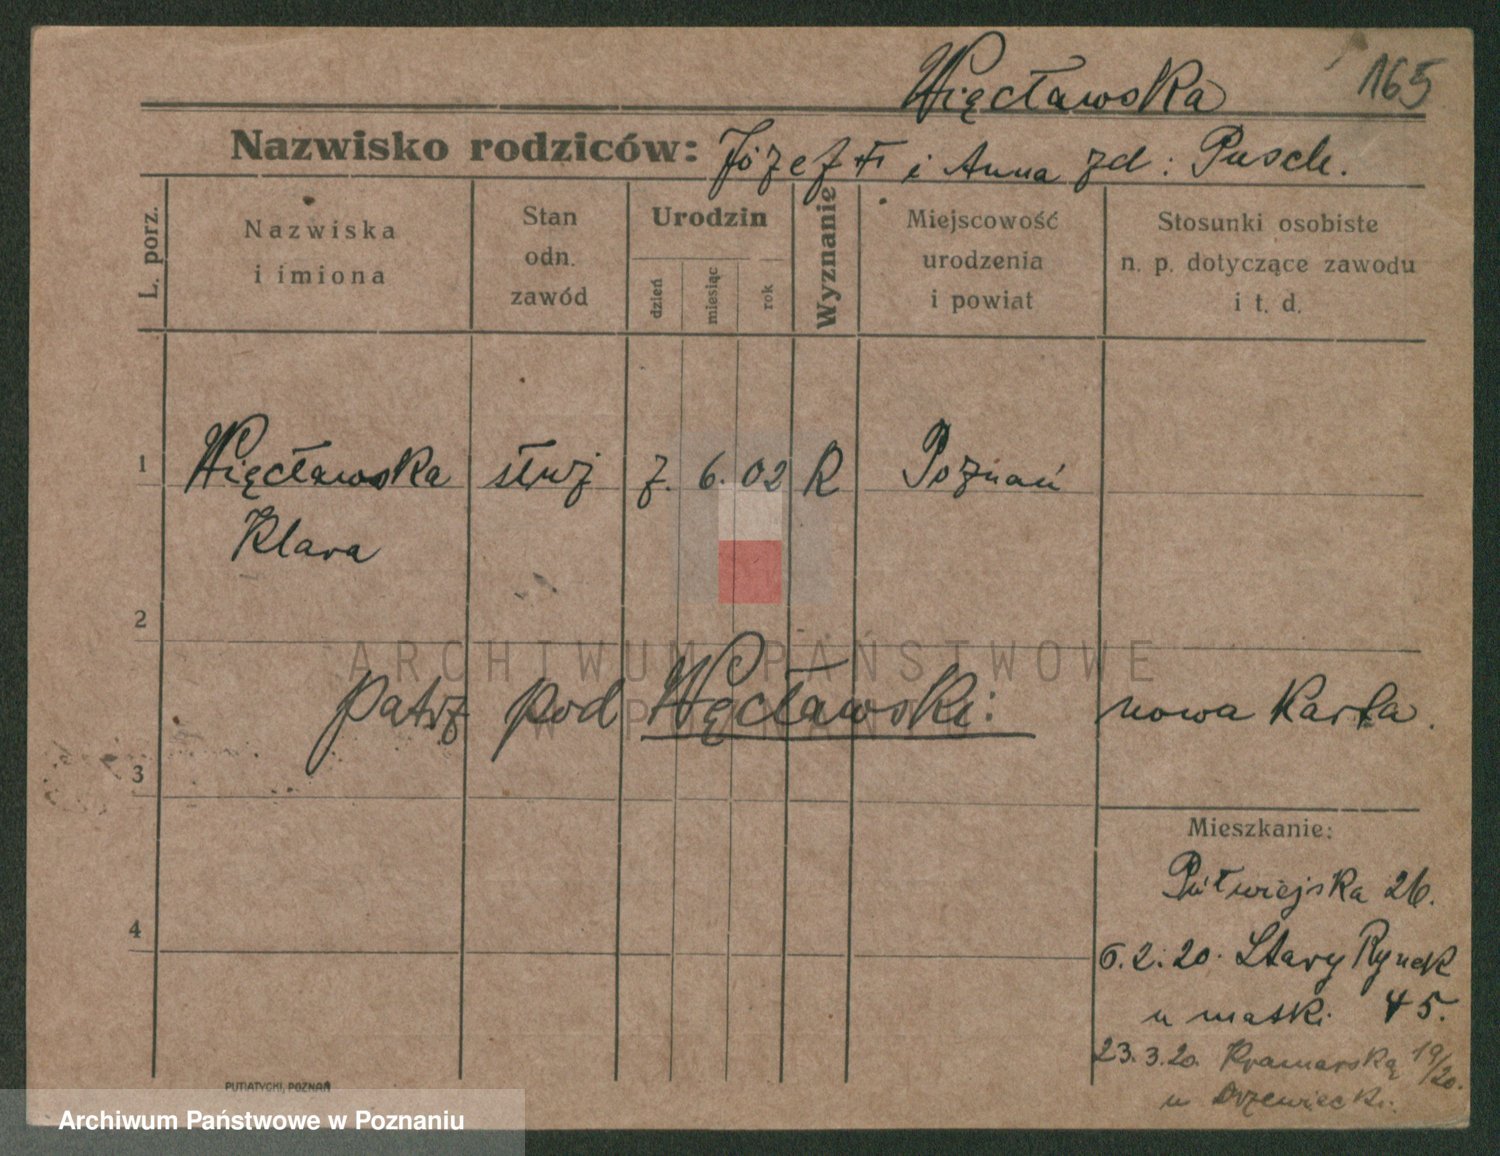 Więcławska 165
Nazwisko rodziców: Józef i Anna zd: Pusch.
L. porz.
Nazwiska i imiona
Stan odn. zawód
Urodzin
dzień
miesiąc
rok
Wyznanie
Miejscowość urodzenia i powiat
Stosunki osobiste n. p. dotyczące zawodu i t. d.
1 Więcławska służ 7. 6. 02 R Poznań
Klara
2
ARCHIWUM PAŃSTWOWE
W POZNANIU
patrz pod Węcławski: nowa Karta.
3
Mieszkanie:
Półwiejska 26.
4
6.2.20. Stary Rynek
u matki 45.
23.3.20. Kramarską 19/20.
u Drzewiecki.
PUTIATYCKI, POZNAŃ
Archiwum Państwowe w Poznaniu